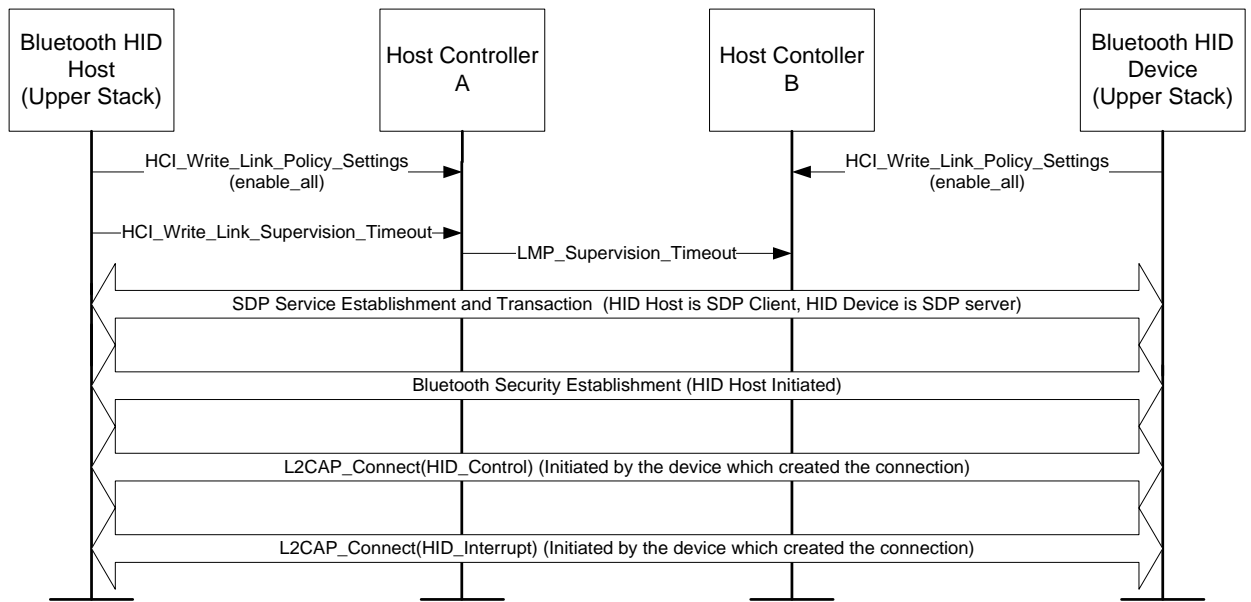 Bluetooth HID
Host
(Upper Stack)
Host Controller
A
Host Contoller
B
Bluetooth HID
Device
(Upper Stack)
HCI_Write_Link_Policy_Settings
(enable_all)
HCI_Write_Link_Policy_Settings
(enable_all)
HCI_Write_Link_Supervision_Timeout
LMP_Supervision_Timeout
SDP Service Establishment and Transaction  (HID Host is SDP Client, HID Device is SDP server)
Bluetooth Security Establishment (HID Host Initiated)
L2CAP_Connect(HID_Control) (Initiated by the device which created the connection)
L2CAP_Connect(HID_Interrupt) (Initiated by the device which created the connection)